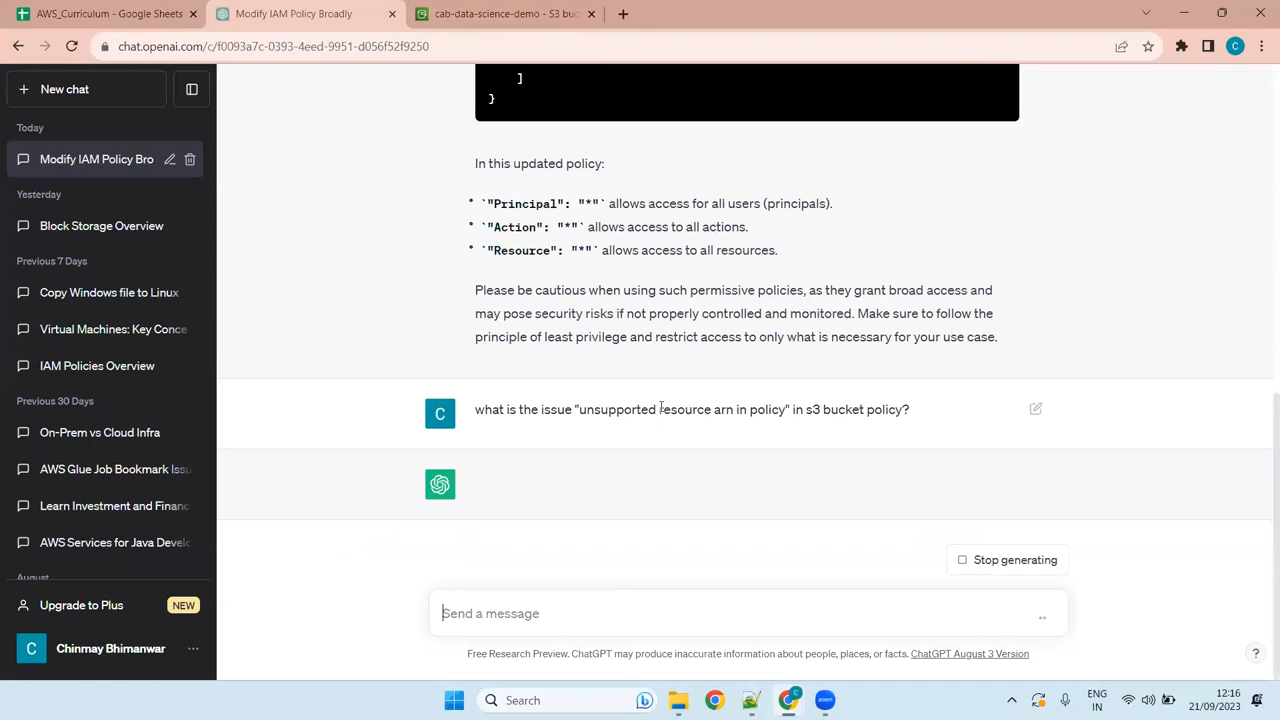 AWS_Curriculum - Google Sheets
Modify IAM Policy Broadly
cab-data-science-demo - S3 buc
chat.openai.com/c/f0093a7c-0393-4eed-9951-d056f52f9250
C
New chat
Today
Modify IAM Policy Bro
Yesterday
Block Storage Overview
Previous 7 Days
Copy Windows file to Linux
Virtual Machines: Key Conce
IAM Policies Overview
Previous 30 Days
On-Prem vs Cloud Infra
AWS Glue Job Bookmark Issu
Learn Investment and Financ
AWS Services for Java Develo
August
Upgrade to Plus
NEW
C
Chinmay Bhimanwar
]
}
In this updated policy:
• `"Principal": "*"` allows access for all users (principals).
• `"Action": "*"` allows access to all actions.
• `"Resource": "*"` allows access to all resources.
Please be cautious when using such permissive policies, as they grant broad access and
may pose security risks if not properly controlled and monitored. Make sure to follow the
principle of least privilege and restrict access to only what is necessary for your use case.
C
what is the issue "unsupported resource arn in policy" in s3 bucket policy?
Stop generating
Send a message
Free Research Preview. ChatGPT may produce inaccurate information about people, places, or facts. ChatGPT August 3 Version
?
Search
C
zoom
ENG
IN
12:16
21/09/2023